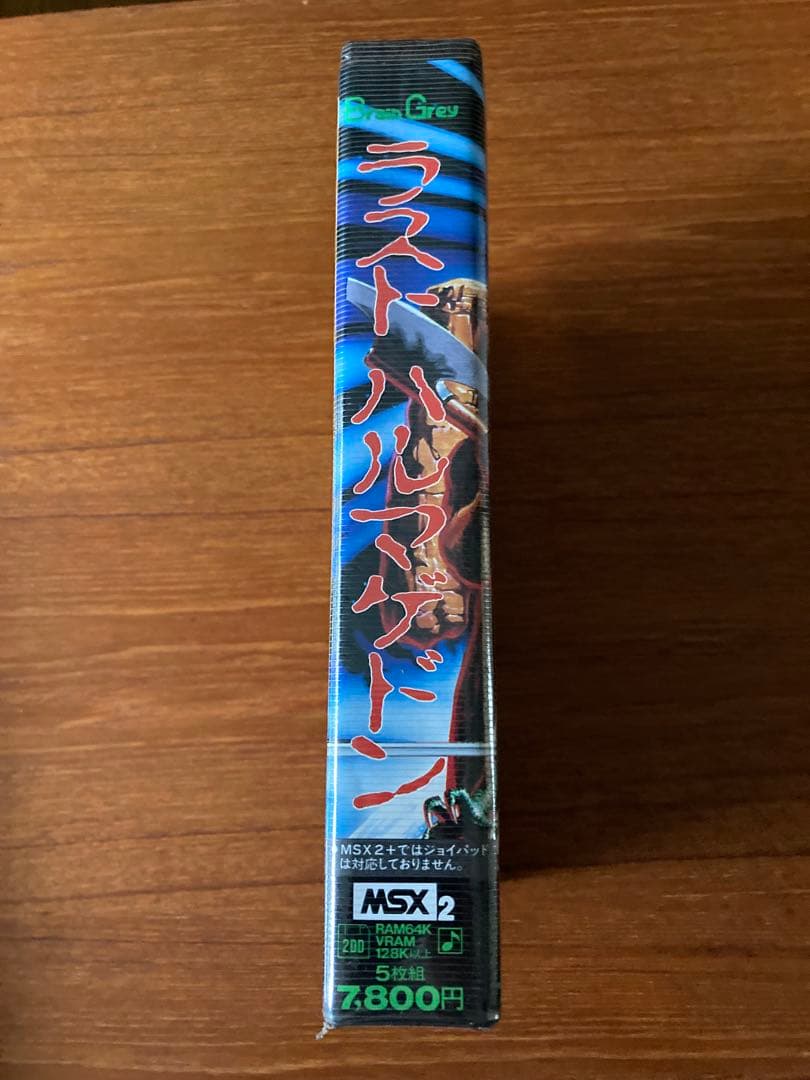 Brain Grey
ラストハルマゲドン
MSX2+ではジョイパッド
は対応しておりません。
MSX2
2DD
RAM64K
VRAM
128K以上
5枚組
7,800円